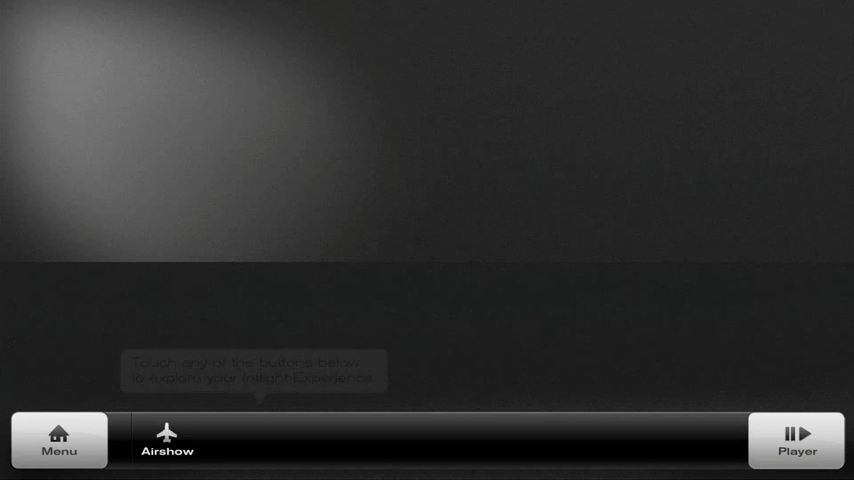 Touch any of the buttons below
to explore your Inflight Experience.
Menu
Airshow
Player